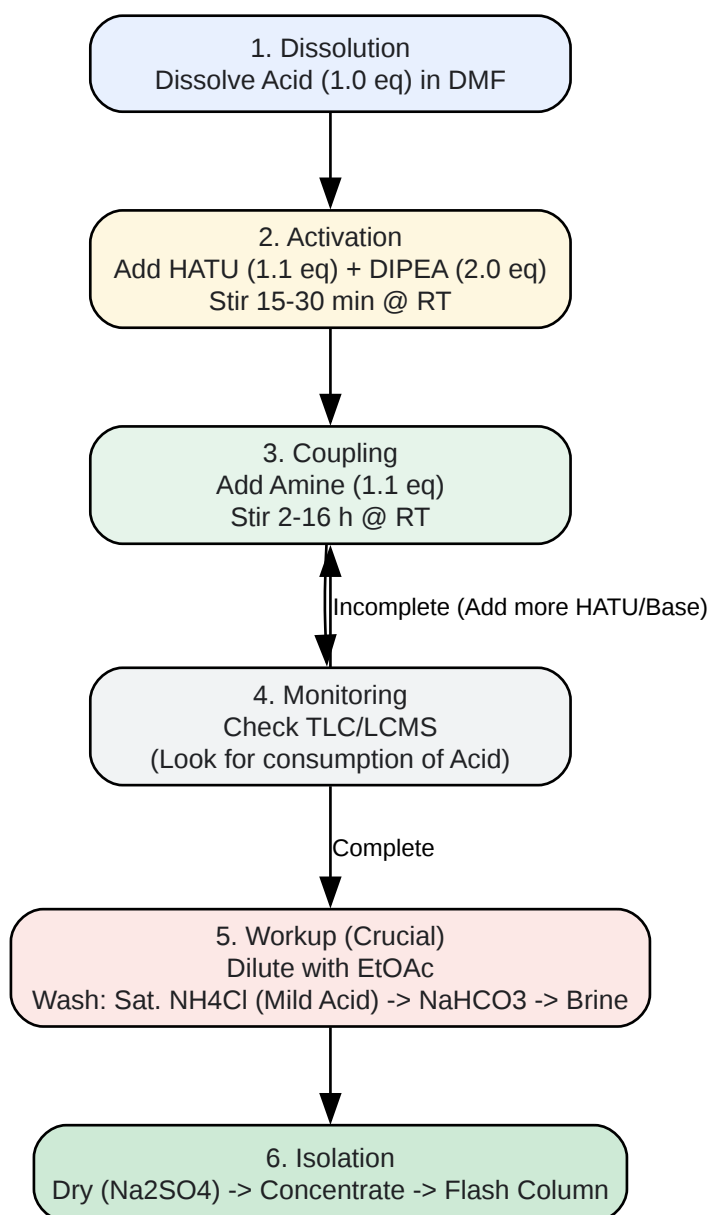 1. Dissolution
Dissolve Acid (1.0 eq) in DMF
2. Activation
Add HATU (1.1 eq) + DIPEA (2.0 eq)
Stir 15-30 min @ RT
3. Coupling
Add Amine (1.1 eq)
Stir 2-16 h @ RT
Incomplete (Add more HATU/Base)
4. Monitoring
Check TLC/LCMS
(Look for consumption of Acid)
Complete
5. Workup (Crucial)
Dilute with EtOAc
Wash: Sat. NH4Cl (Mild Acid) -> NaHCO3 -> Brine
6. Isolation
Dry (Na2SO4) -> Concentrate -> Flash Column